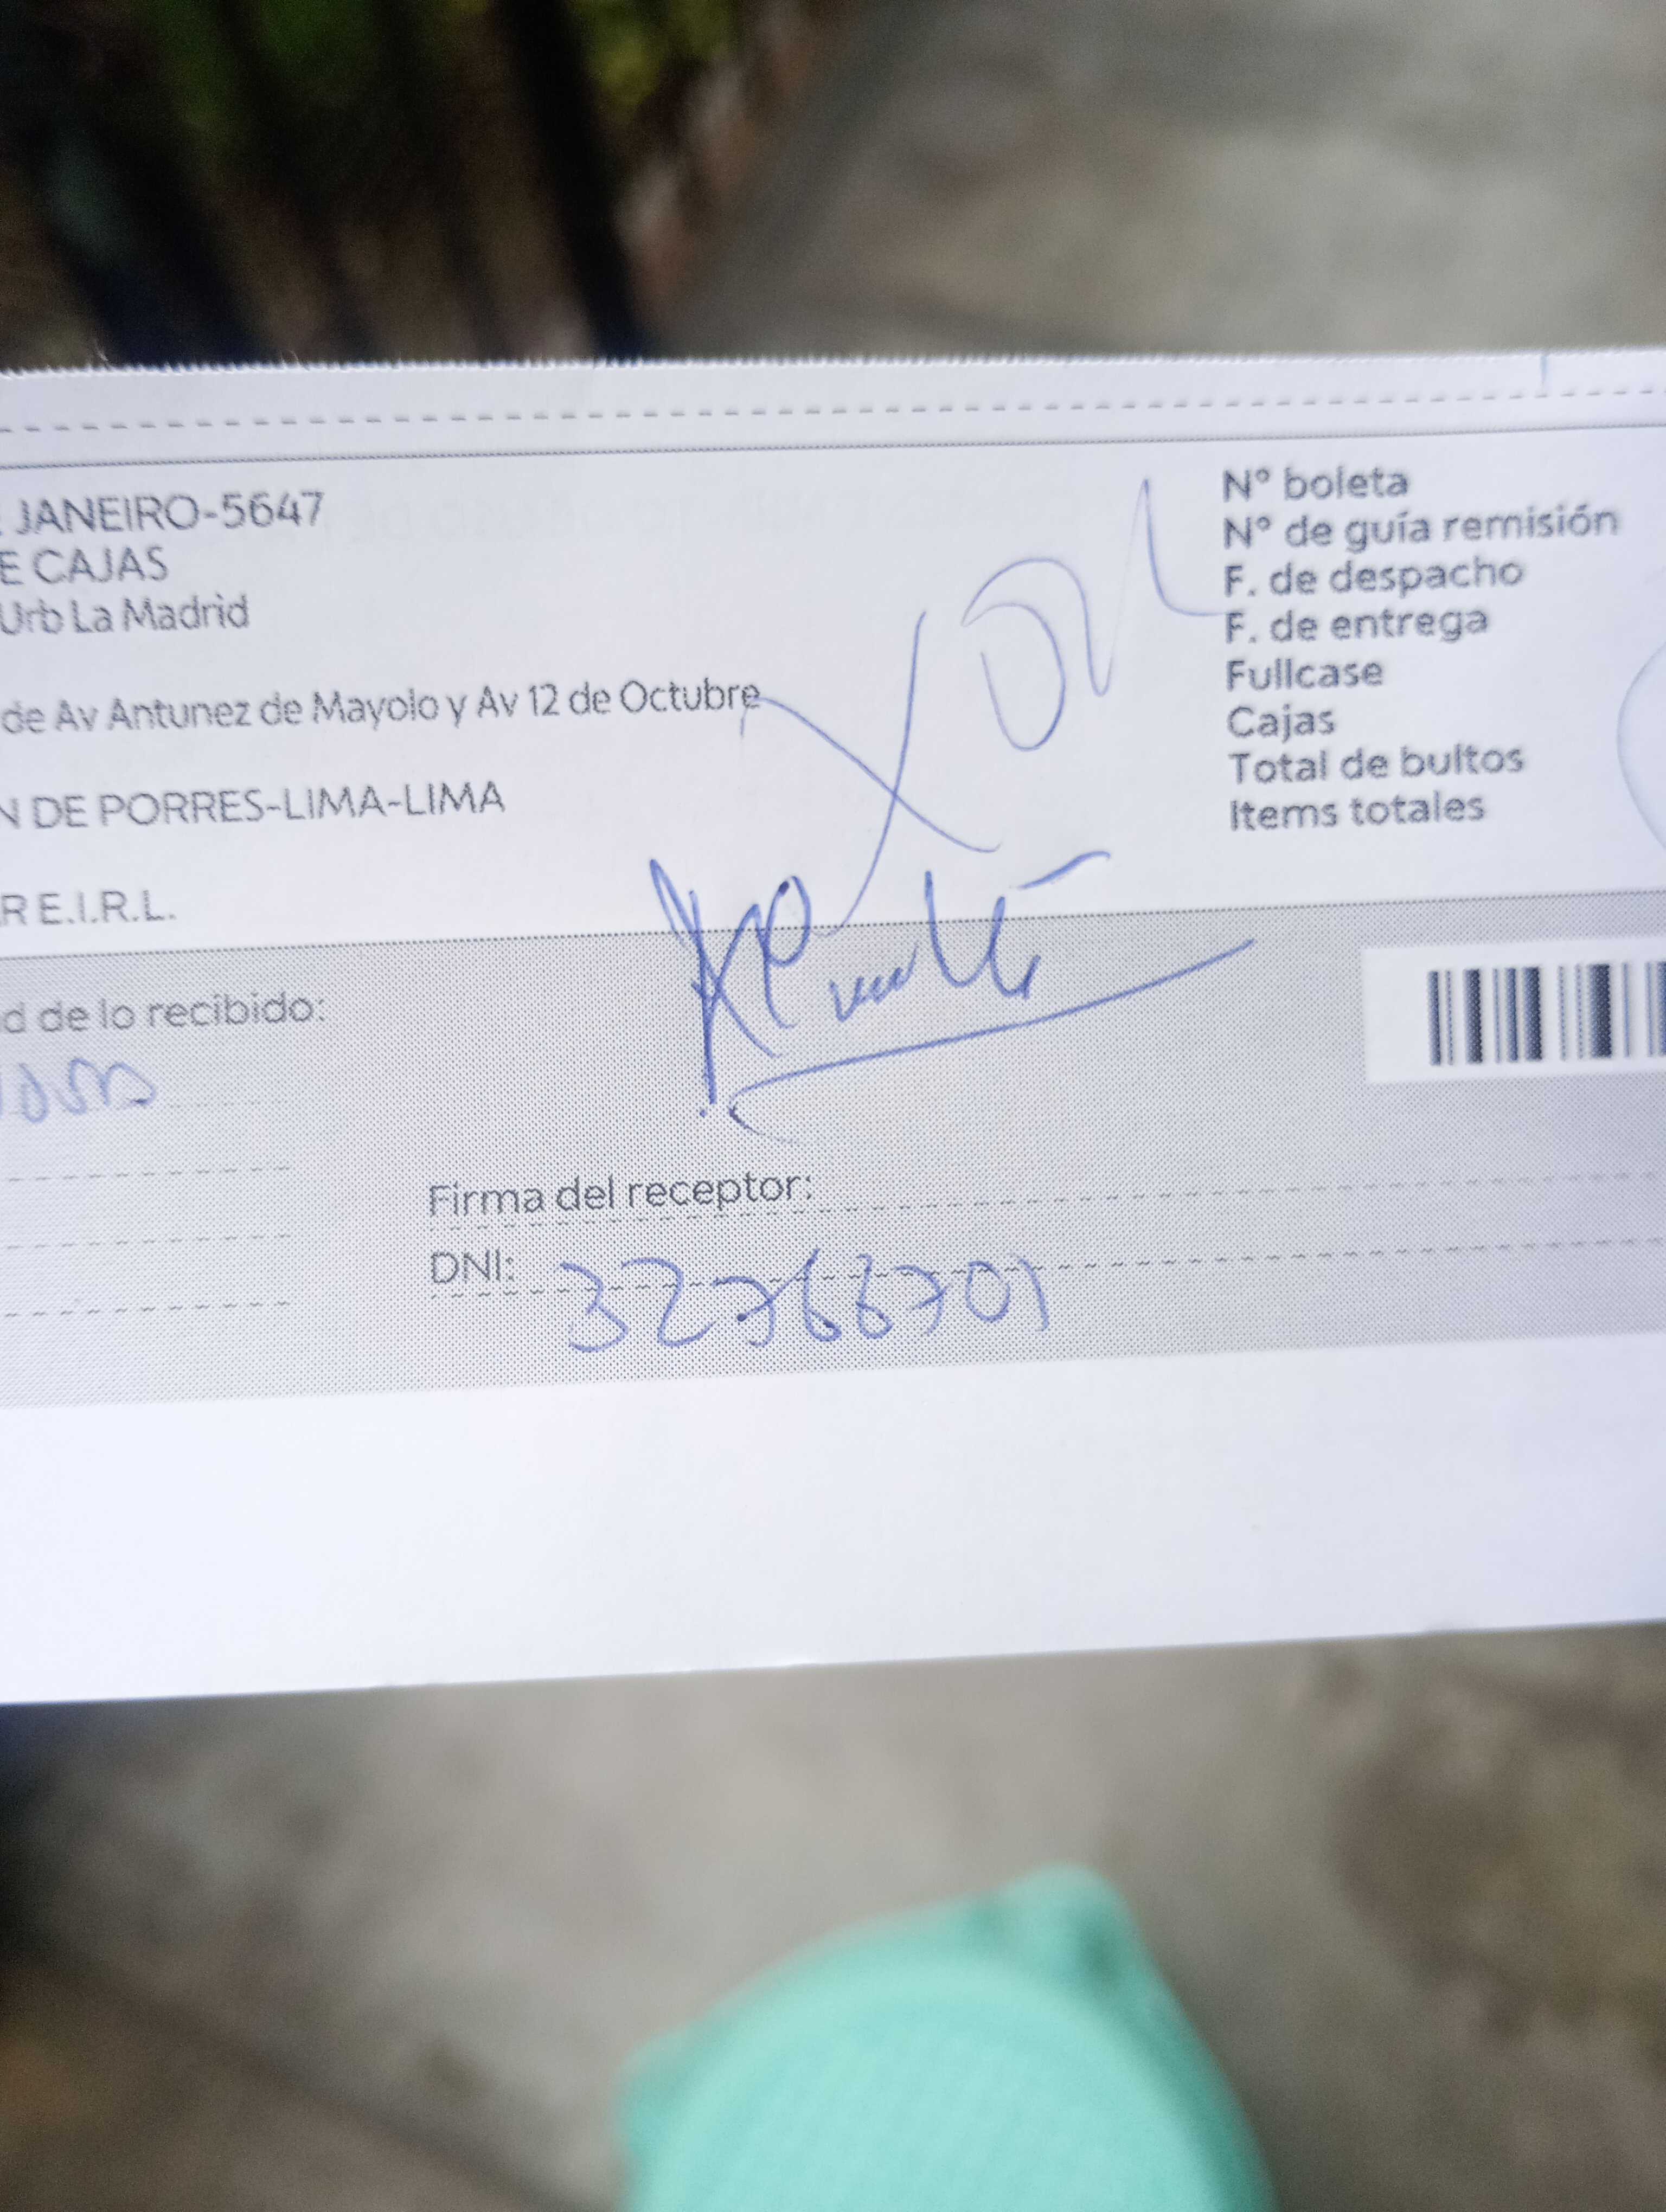 E JANEIRO-5647
E CAJAS
Urb La Madrid
de Av Antunez de Mayolo y Av 12 de Octubre
N DE PORRES-LIMA-LIMA
R E.I.R.L.
N° boleta
N° de guía remisión
F. de despacho
F. de entrega
Fullcase
Cajas
Total de bultos
Items totales
d de lo recibido:
Firma del receptor:
DNI: 32766701